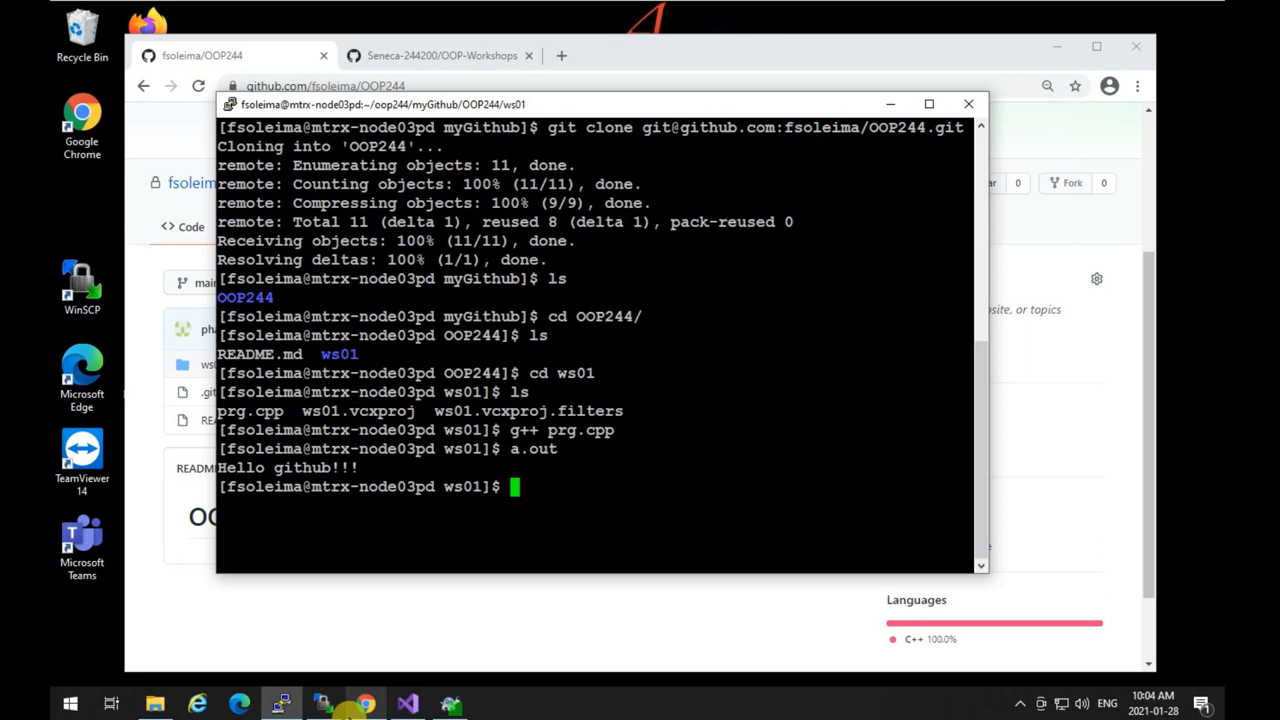 Recycle Bin
Google
Chrome
WinSCP
Microsoft
Edge
TeamViewer
14
Microsoft
Teams
fsoleima/OOP244
Seneca-244200/OOP-Workshops
github.com/fsoleima/OOP244
fsoleima@mtrx-node03pd:~/oop244/myGithub/OOP244/ws01
[fsoleima@mtrx-node03pd myGithub]$ git clone git@github.com:fsoleima/OOP244.git
Cloning into 'OOP244'...
remote: Enumerating objects: 11, done.
remote: Counting objects: 100% (11/11), done.
remote: Compressing objects: 100% (9/9), done.
remote: Total 11 (delta 1), reused 8 (delta 1), pack-reused 0
Receiving objects: 100% (11/11), done.
Resolving deltas: 100% (1/1), done.
[fsoleima@mtrx-node03pd myGithub]$ ls
OOP244
[fsoleima@mtrx-node03pd myGithub]$ cd OOP244/
[fsoleima@mtrx-node03pd OOP244]$ ls
README.md ws01
[fsoleima@mtrx-node03pd OOP244]$ cd ws01
[fsoleima@mtrx-node03pd ws01]$ ls
prg.cpp ws01.vcxproj ws01.vcxproj.filters
[fsoleima@mtrx-node03pd ws01]$ g++ prg.cpp
[fsoleima@mtrx-node03pd ws01]$ a.out
Hello github!!!
[fsoleima@mtrx-node03pd ws01]$
fsoleim
ar 0
Fork 0
Code
mai
site, or topics
ph
ws
.g
RE
README
OO
e
Languages
C++ 100.0%
ENG
10:04 AM
2021-01-28
1